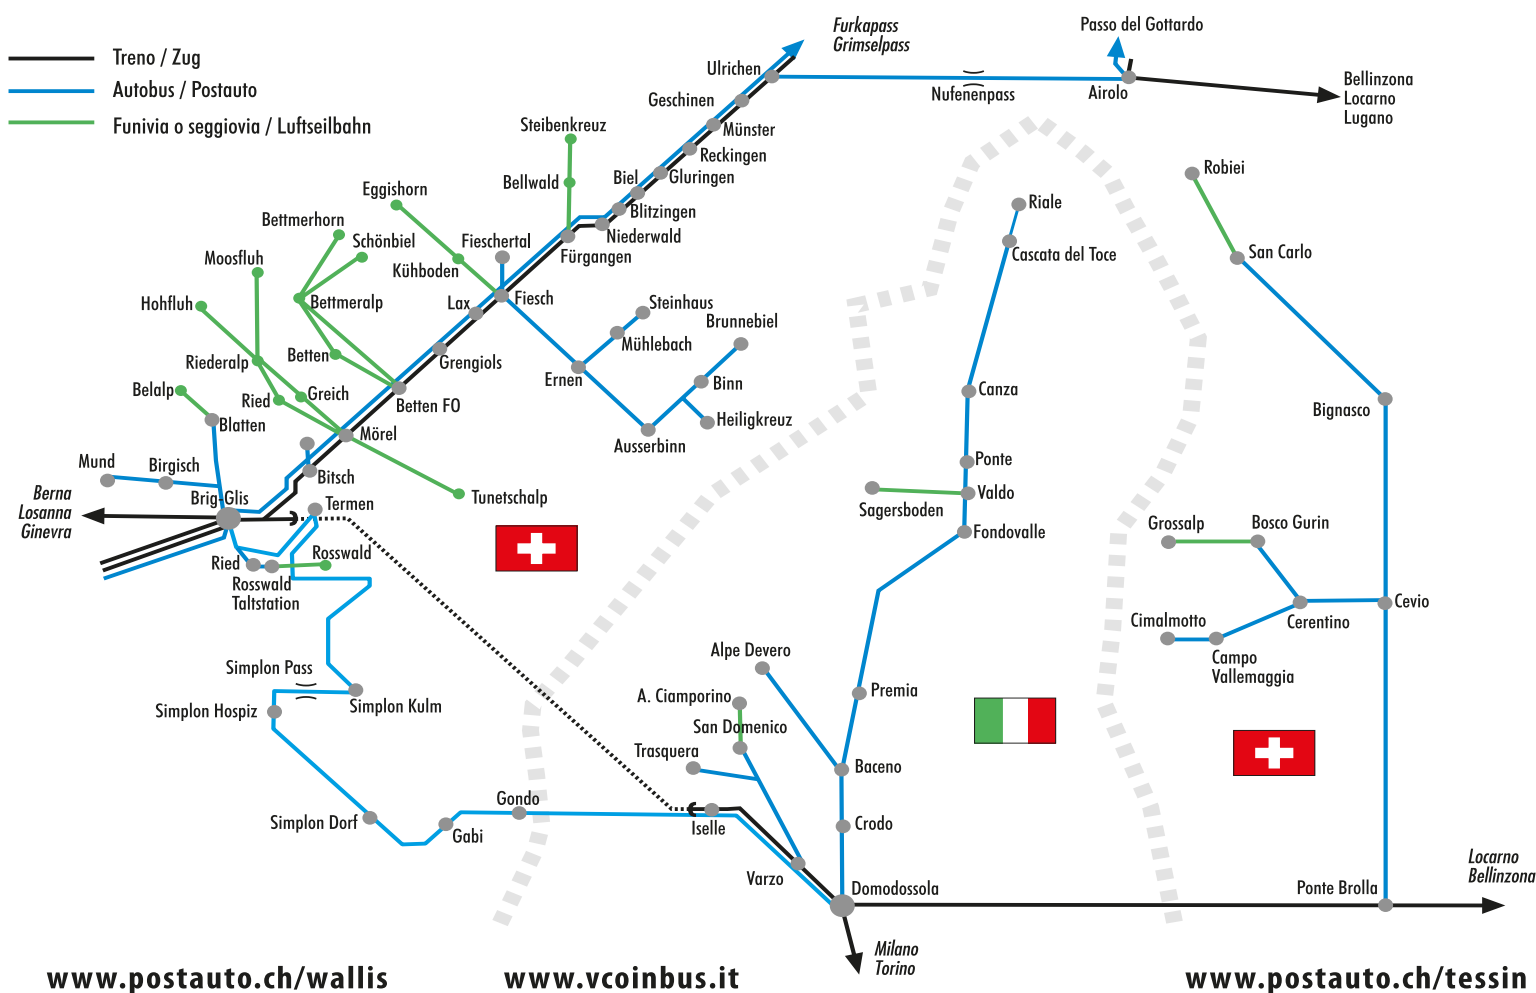 Treno / Zug
Autobus / Postauto
Funivia o seggiovia / Luftseilbahn
Furkapass
Grimselpass
Passo del Gottardo
Ulrichen
Nufenenpass
Airolo
Bellinzona
Locarno
Lugano
Geschinen
Münster
Reckingen
Gluringen
Biel
Blitzingen
Niederwald
Fürgangen
Steibenkreuz
Bellwald
Eggishorn
Bettmerhorn
Schönbiel
Fieschertal
Kühboden
Moosfluh
Hohfluh
Bettmeralp
Lax
Fiesch
Steinhaus
Brunnebiel
Mühlebach
Riederalp
Betten
Grengiols
Ernen
Binn
Belalp
Ried
Greich
Betten FO
Heiligkreuz
Blatten
Mörel
Ausserbinn
Mund
Birgisch
Bitsch
Brig-Glis
Termen
Tunetschalp
Berna
Losanna
Ginevra
Ried
Rosswald
Rosswald
Taltstation
Simplon Pass
Simplon Kulm
Simplon Hospiz
Simplon Dorf
Gabi
Gondo
Iselle
Varzo
Trasquera
San Domenico
A. Ciamporino
Alpe Devero
Riale
Cascata del Toce
Canza
Ponte
Valdo
Sagersboden
Fondovalle
Premia
Baceno
Crodo
Domodossola
Milano
Torino
Robiei
San Carlo
Bignasco
Grossalp
Bosco Gurin
Cevio
Cerentino
Cimalmotto
Campo
Vallemaggia
Ponte Brolla
Locarno
Bellinzona
www.postauto.ch/wallis
www.vcoinbus.it
www.postauto.ch/tessin